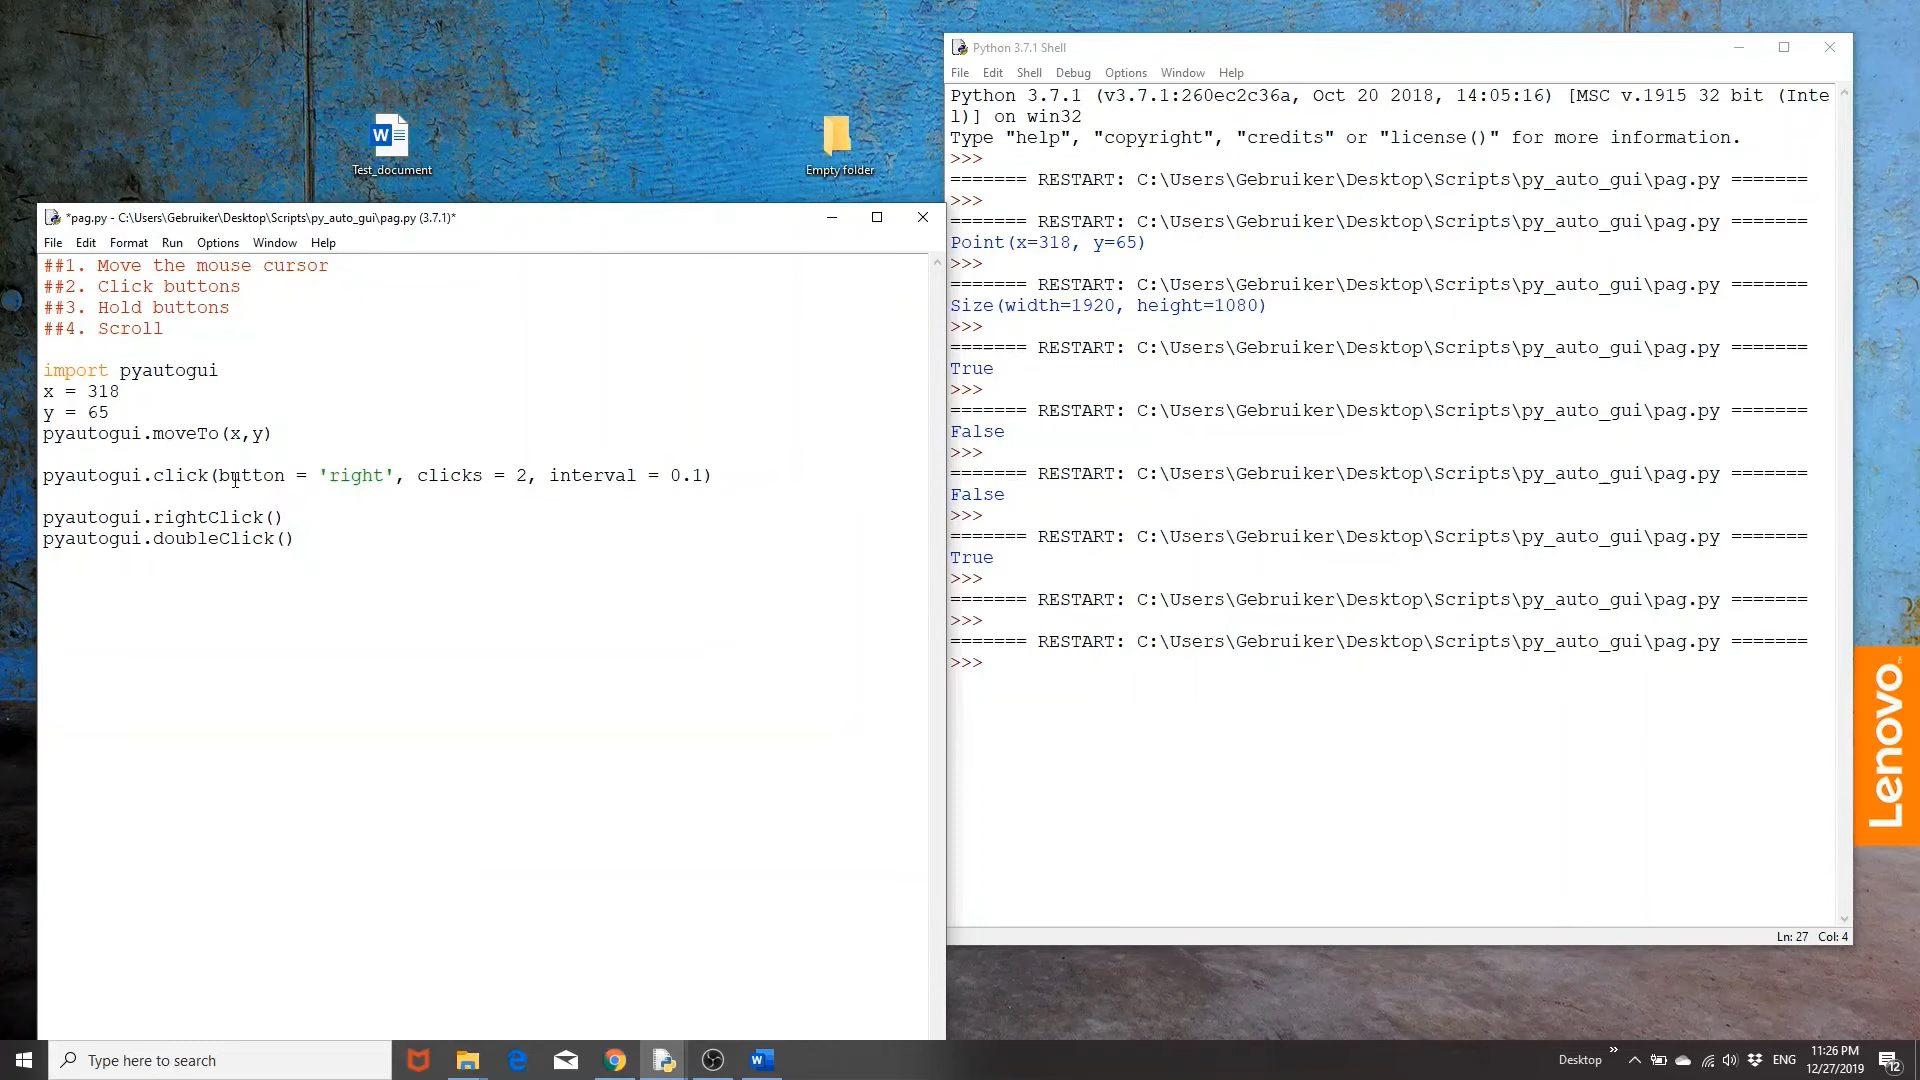 Test_document
Empty folder
*pag.py - C:\Users\Gebruiker\Desktop\Scripts\py_auto_gui\pag.py (3.7.1)*
File Edit Format Run Options Window Help
##1. Move the mouse cursor
##2. Click buttons
##3. Hold buttons
##4. Scroll
import pyautogui
x = 318
y = 65
pyautogui.moveTo(x,y)
pyautogui.click(button = 'right', clicks = 2, interval = 0.1)
pyautogui.rightClick()
pyautogui.doubleClick()
Python 3.7.1 Shell
File Edit Shell Debug Options Window Help
Python 3.7.1 (v3.7.1:260ec2c36a, Oct 20 2018, 14:05:16) [MSC v.1915 32 bit (Inte
l)] on win32
Type "help", "copyright", "credits" or "license()" for more information.
>>>
======= RESTART: C:\Users\Gebruiker\Desktop\Scripts\py_auto_gui\pag.py =======
>>>
======= RESTART: C:\Users\Gebruiker\Desktop\Scripts\py_auto_gui\pag.py =======
Point(x=318, y=65)
>>>
======= RESTART: C:\Users\Gebruiker\Desktop\Scripts\py_auto_gui\pag.py =======
Size(width=1920, height=1080)
>>>
======= RESTART: C:\Users\Gebruiker\Desktop\Scripts\py_auto_gui\pag.py =======
True
>>>
======= RESTART: C:\Users\Gebruiker\Desktop\Scripts\py_auto_gui\pag.py =======
False
>>>
======= RESTART: C:\Users\Gebruiker\Desktop\Scripts\py_auto_gui\pag.py =======
False
>>>
======= RESTART: C:\Users\Gebruiker\Desktop\Scripts\py_auto_gui\pag.py =======
True
>>>
======= RESTART: C:\Users\Gebruiker\Desktop\Scripts\py_auto_gui\pag.py =======
>>>
======= RESTART: C:\Users\Gebruiker\Desktop\Scripts\py_auto_gui\pag.py =======
>>>
Ln: 27 Col: 4
Lenovo™
Type here to search
Desktop
ENG
11:26 PM
12/27/2019
12